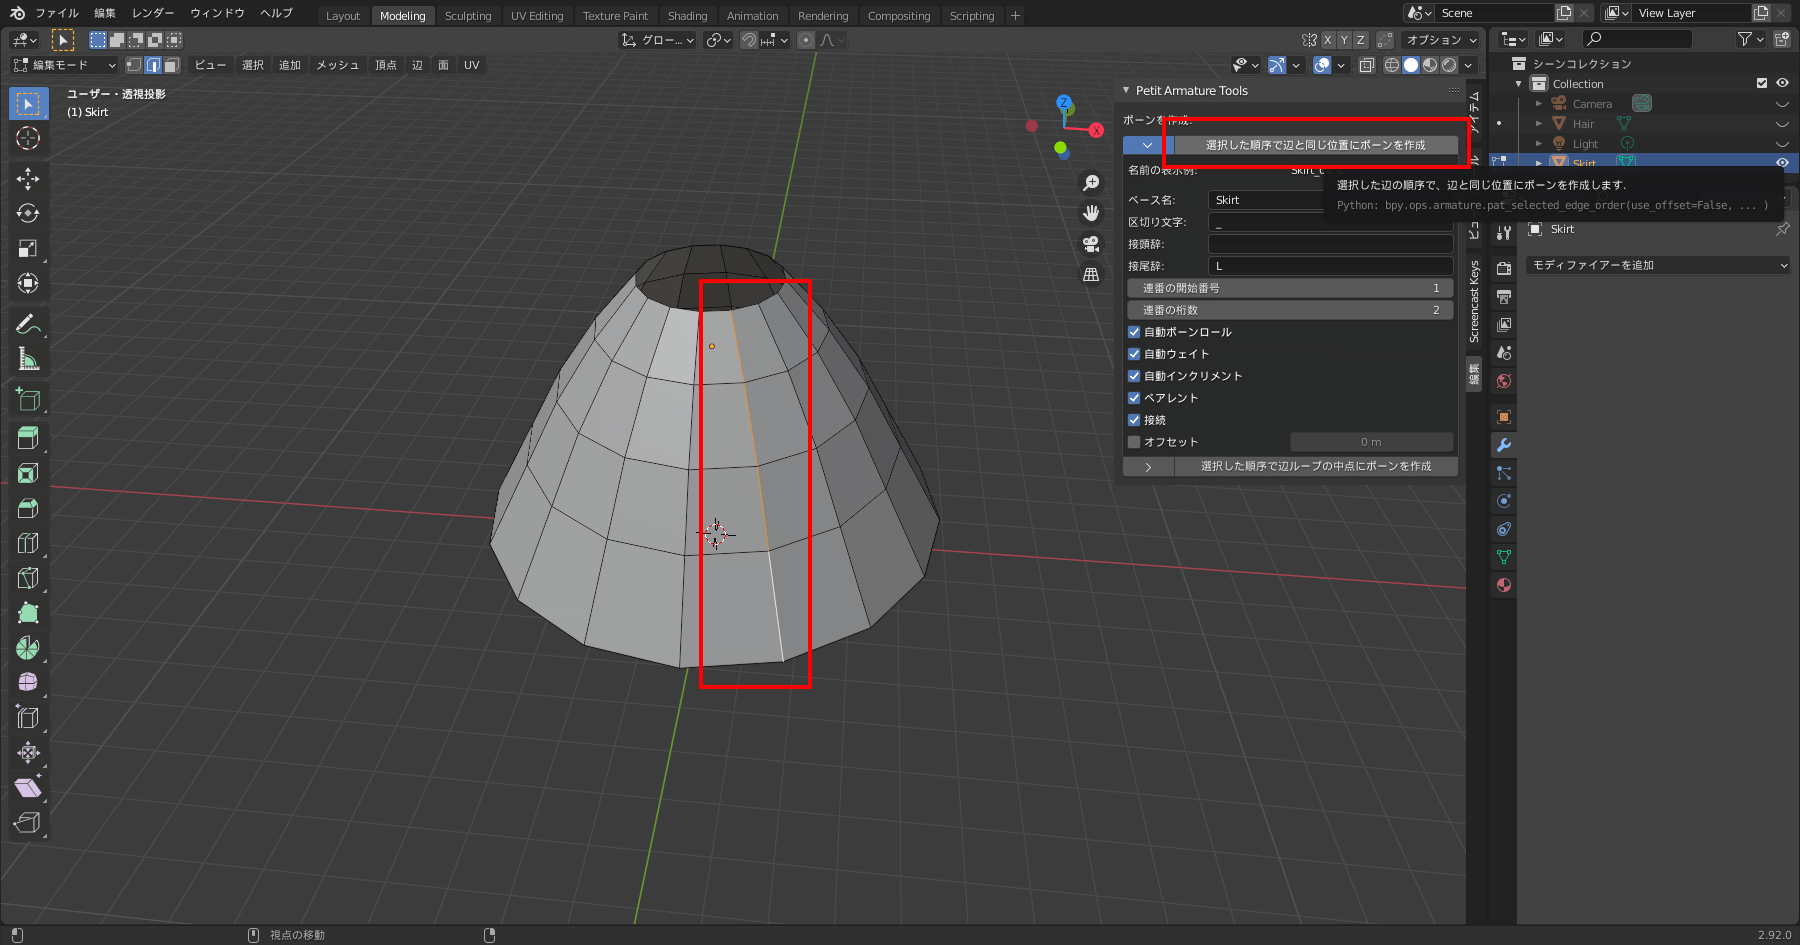 ファイル 編集 レンダー ウィンドウ ヘルプ Layout Modeling Sculpting UV Editing Texture Paint Shading Animation Rendering Compositing Scripting + Scene View Layer
グロー... X Y Z オプション
編集モード ビュー 選択 追加 メッシュ 頂点 辺 面 UV
シーンコレクション
Collection
Camera
Hair
Light
Skirt
ユーザー・透視投影
(1) Skirt
Z
X
Petit Armature Tools
ボーンを作成:
選択した順序で辺と同じ位置にボーンを作成
名前の表示例: Skirt_0
選択した辺の順序で、辺と同じ位置にボーンを作成します.
Python: bpy.ops.armature.pat_selected_edge_order(use_offset=False, ... )
ベース名: Skirt
区切り文字: _
接頭辞:
接尾辞: L
連番の開始番号 1
連番の桁数 2
自動ボーンロール
自動ウェイト
自動インクリメント
ペアレント
接続
オフセット 0 m
選択した順序で辺ループの中点にボーンを作成
アイテム
ル
ビュ
Screencast Keys
編集
Skirt
モディファイアーを追加
視点の移動
2.92.0